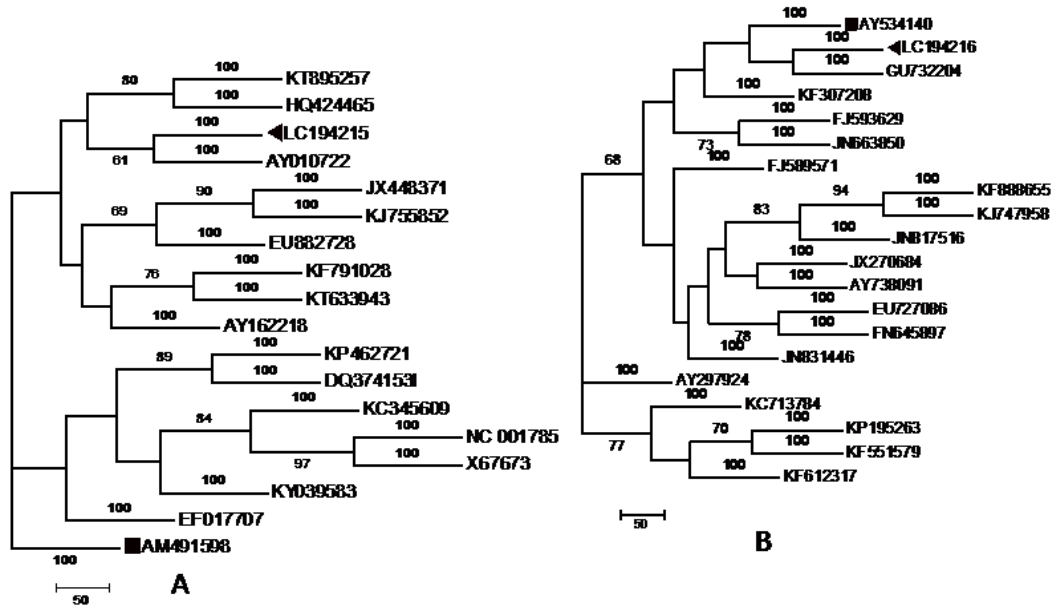 100
80
KT895257
100
HQ424465
100
LC194215
100
61
AY010722
100
90
JX448371
100
69
KJ755852
100
EU882728
100
76
KF791028
100
KT633943
100
AY162218
100
89
KP462721
100
DQ374153I
100
84
KC345609
100
NC 001785
100
97
X67673
100
KY039583
100
EF017707
AM491598
100
A
50
100
AY534140
100
LC194216
100
GU732204
100
KF307208
100
FJ593629
100
73
JN663850
100
68
FJ589571
100
94
KF888655
100
83
KJ747958
100
JN817516
100
JX270684
100
AY738091
100
EU727086
100
78
FN645897
100
JN831446
100
AY297924
100
KC713784
100
77
70
KP195263
100
KF551579
100
KF612317
50
B